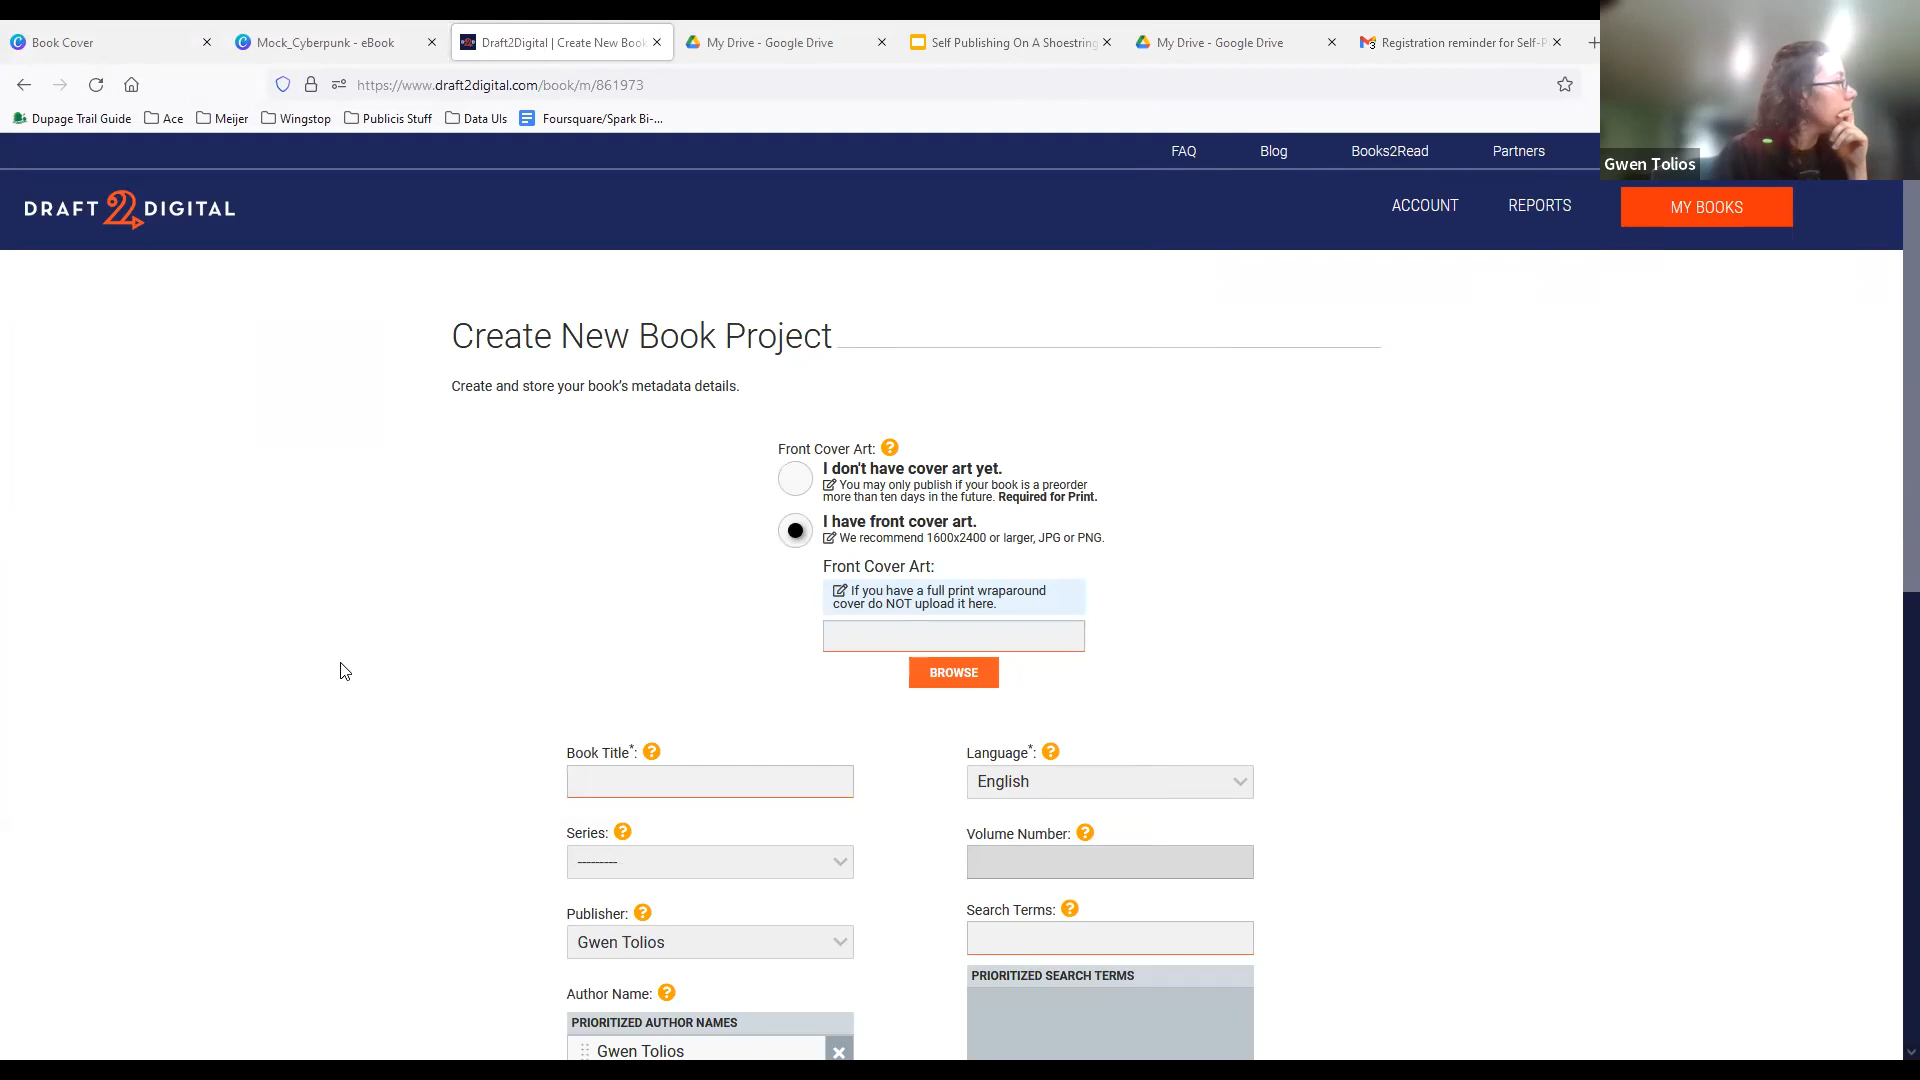 Book Cover
Mock_Cyberpunk - eBook
Draft2Digital | Create New Book
My Drive - Google Drive
Self Publishing On A Shoestring
My Drive - Google Drive
Registration reminder for Self-P
https://www.draft2digital.com/book/m/861973
Dupage Trail Guide
Ace
Meijer
Wingstop
Publicis Stuff
Data UIs
Foursquare/Spark Bi-...
Gwen Tolios
FAQ
Blog
Books2Read
Partners
DRAFT 2 DIGITAL
ACCOUNT
REPORTS
MY BOOKS
Create New Book Project
Create and store your book's metadata details.
Front Cover Art: ?
I don't have cover art yet.
You may only publish if your book is a preorder
more than ten days in the future. Required for Print.
I have front cover art.
We recommend 1600x2400 or larger, JPG or PNG.
Front Cover Art:
If you have a full print wraparound
cover do NOT upload it here.
BROWSE
Book Title*: ?
Language*: ?
English
Series: ?
---------
Volume Number: ?
Publisher: ?
Gwen Tolios
Search Terms: ?
PRIORITIZED SEARCH TERMS
Author Name: ?
PRIORITIZED AUTHOR NAMES
Gwen Tolios